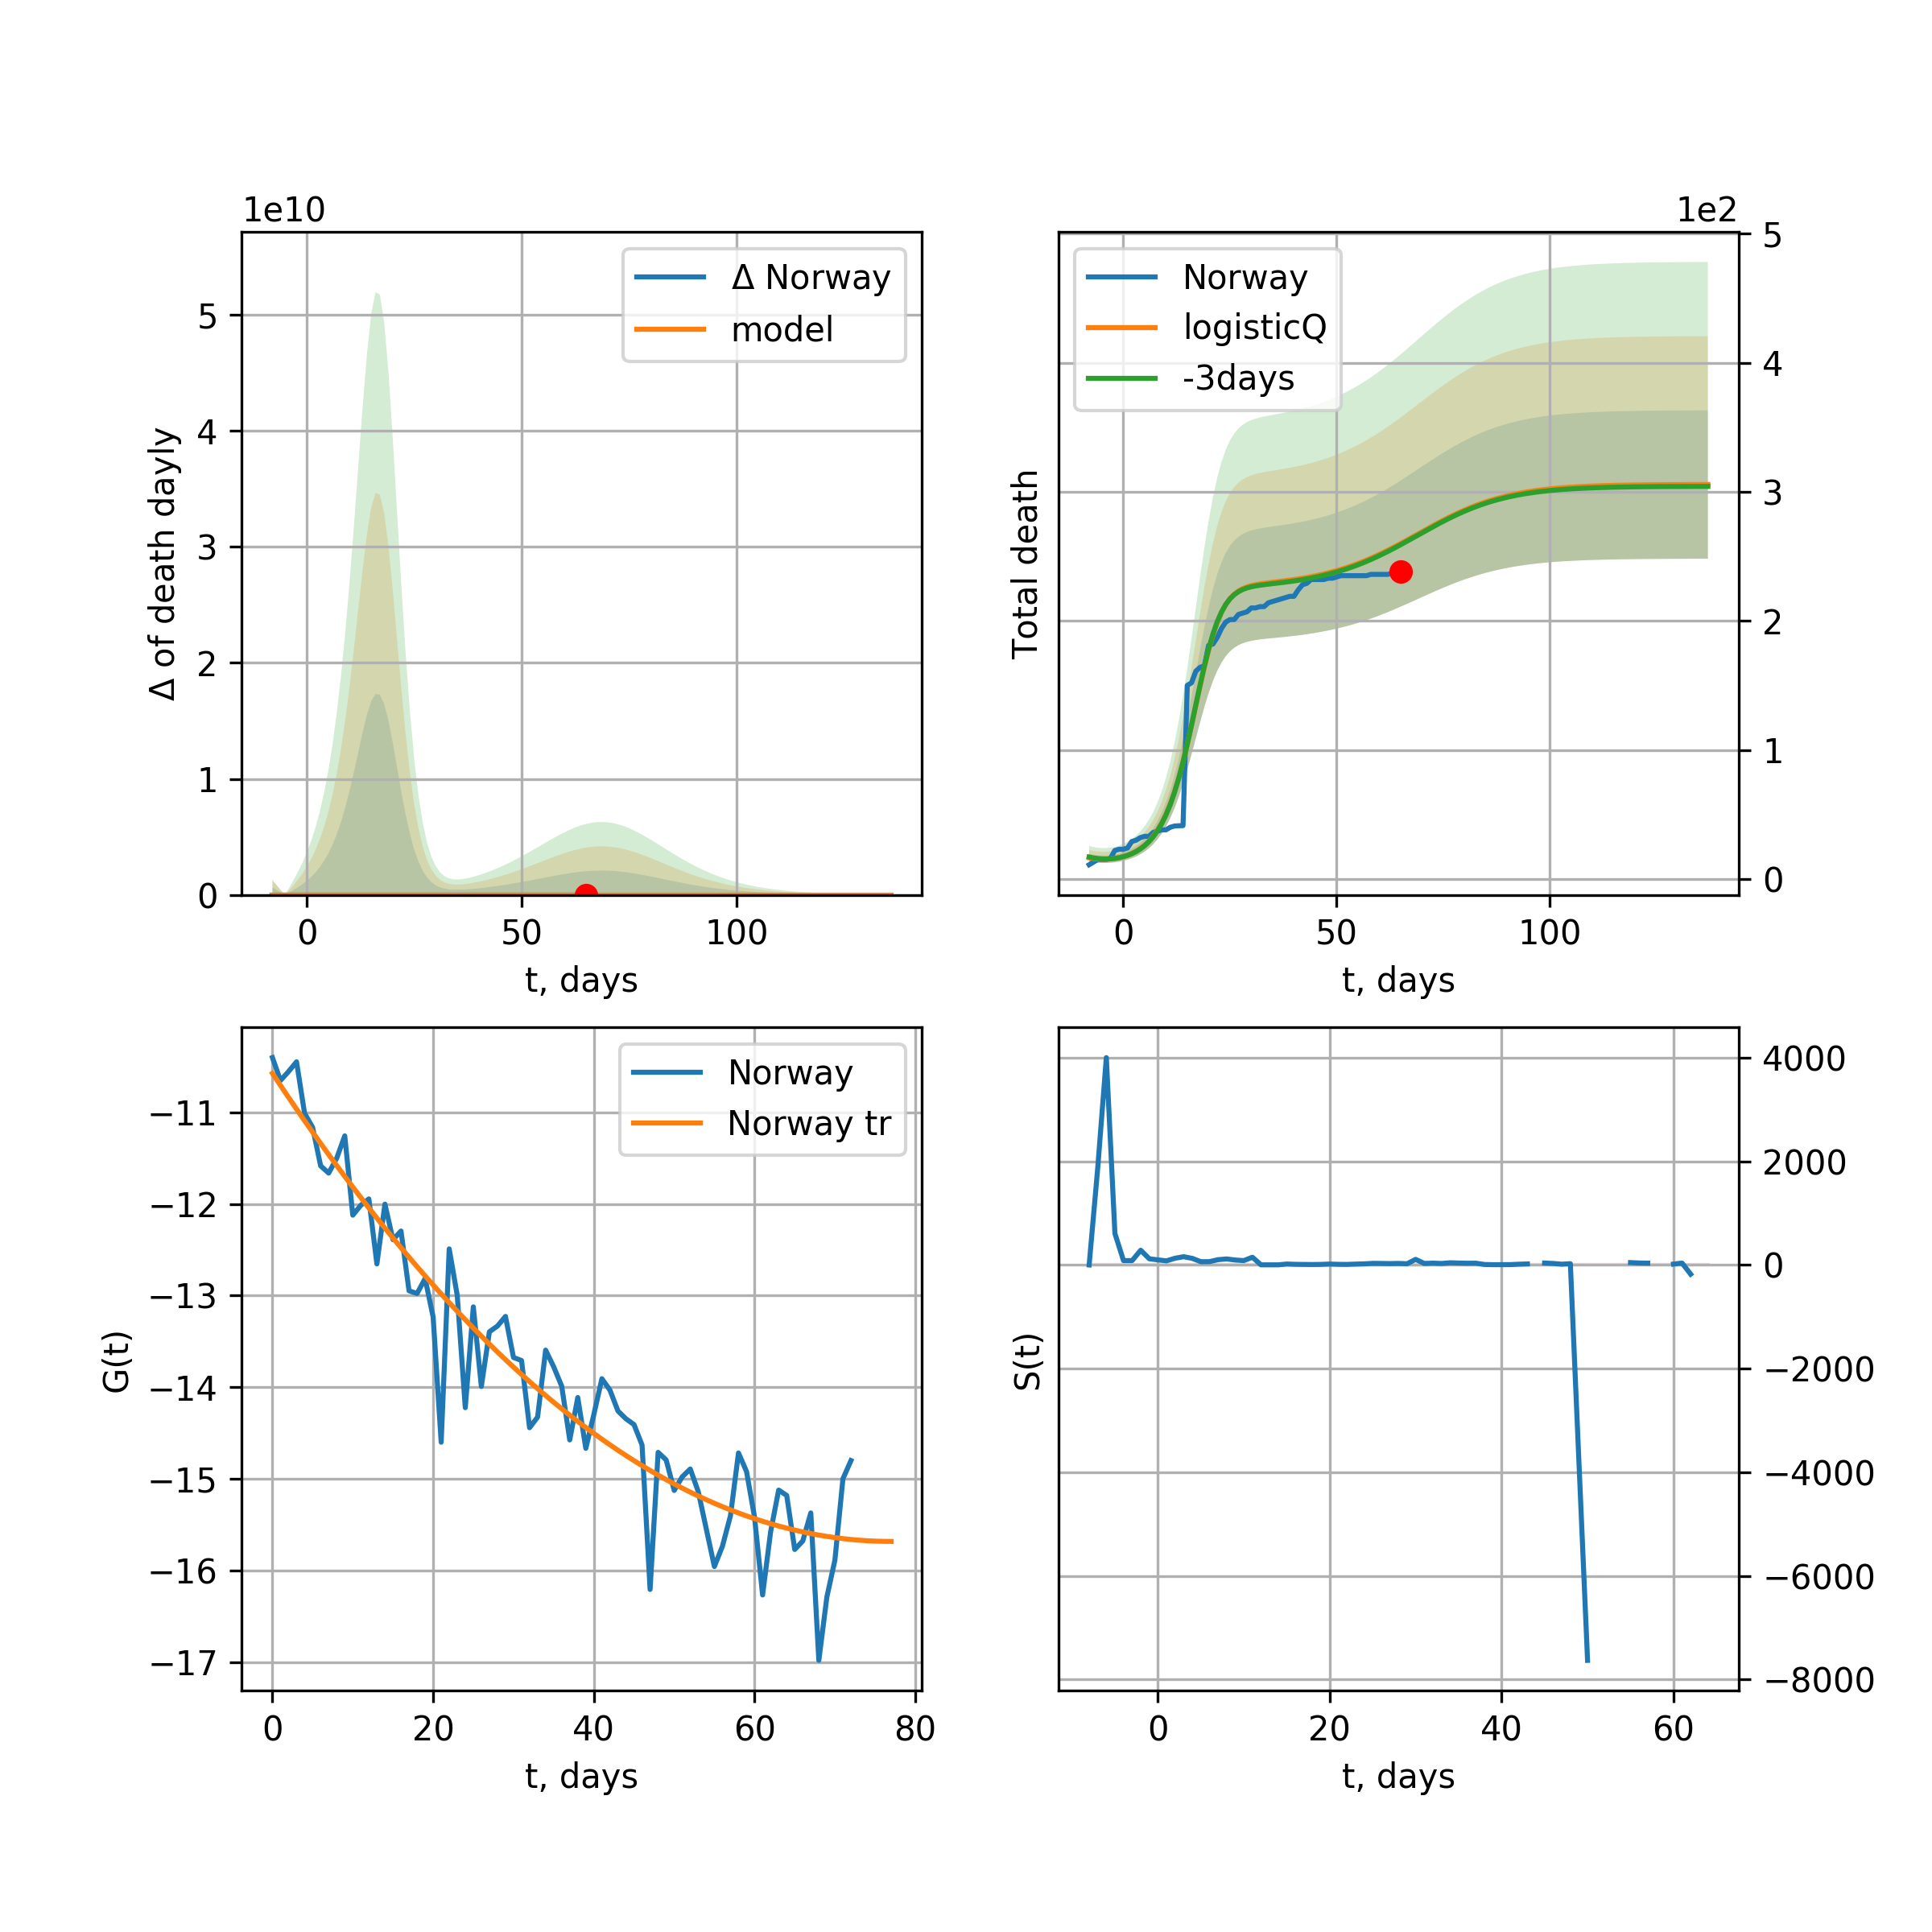 1e10
Δ Norway
model
5
4
3
2
1
0
Δ of death dayly
0 50 100
t, days
1e2
Norway
logisticQ
-3days
5
4
3
2
1
0
Total death
0 50 100
t, days
Norway
Norway tr
−11
−12
−13
−14
−15
−16
−17
G(t)
0 20 40 60 80
t, days
4000
2000
0
−2000
−4000
−6000
−8000
S(t)
0 20 40 60
t, days